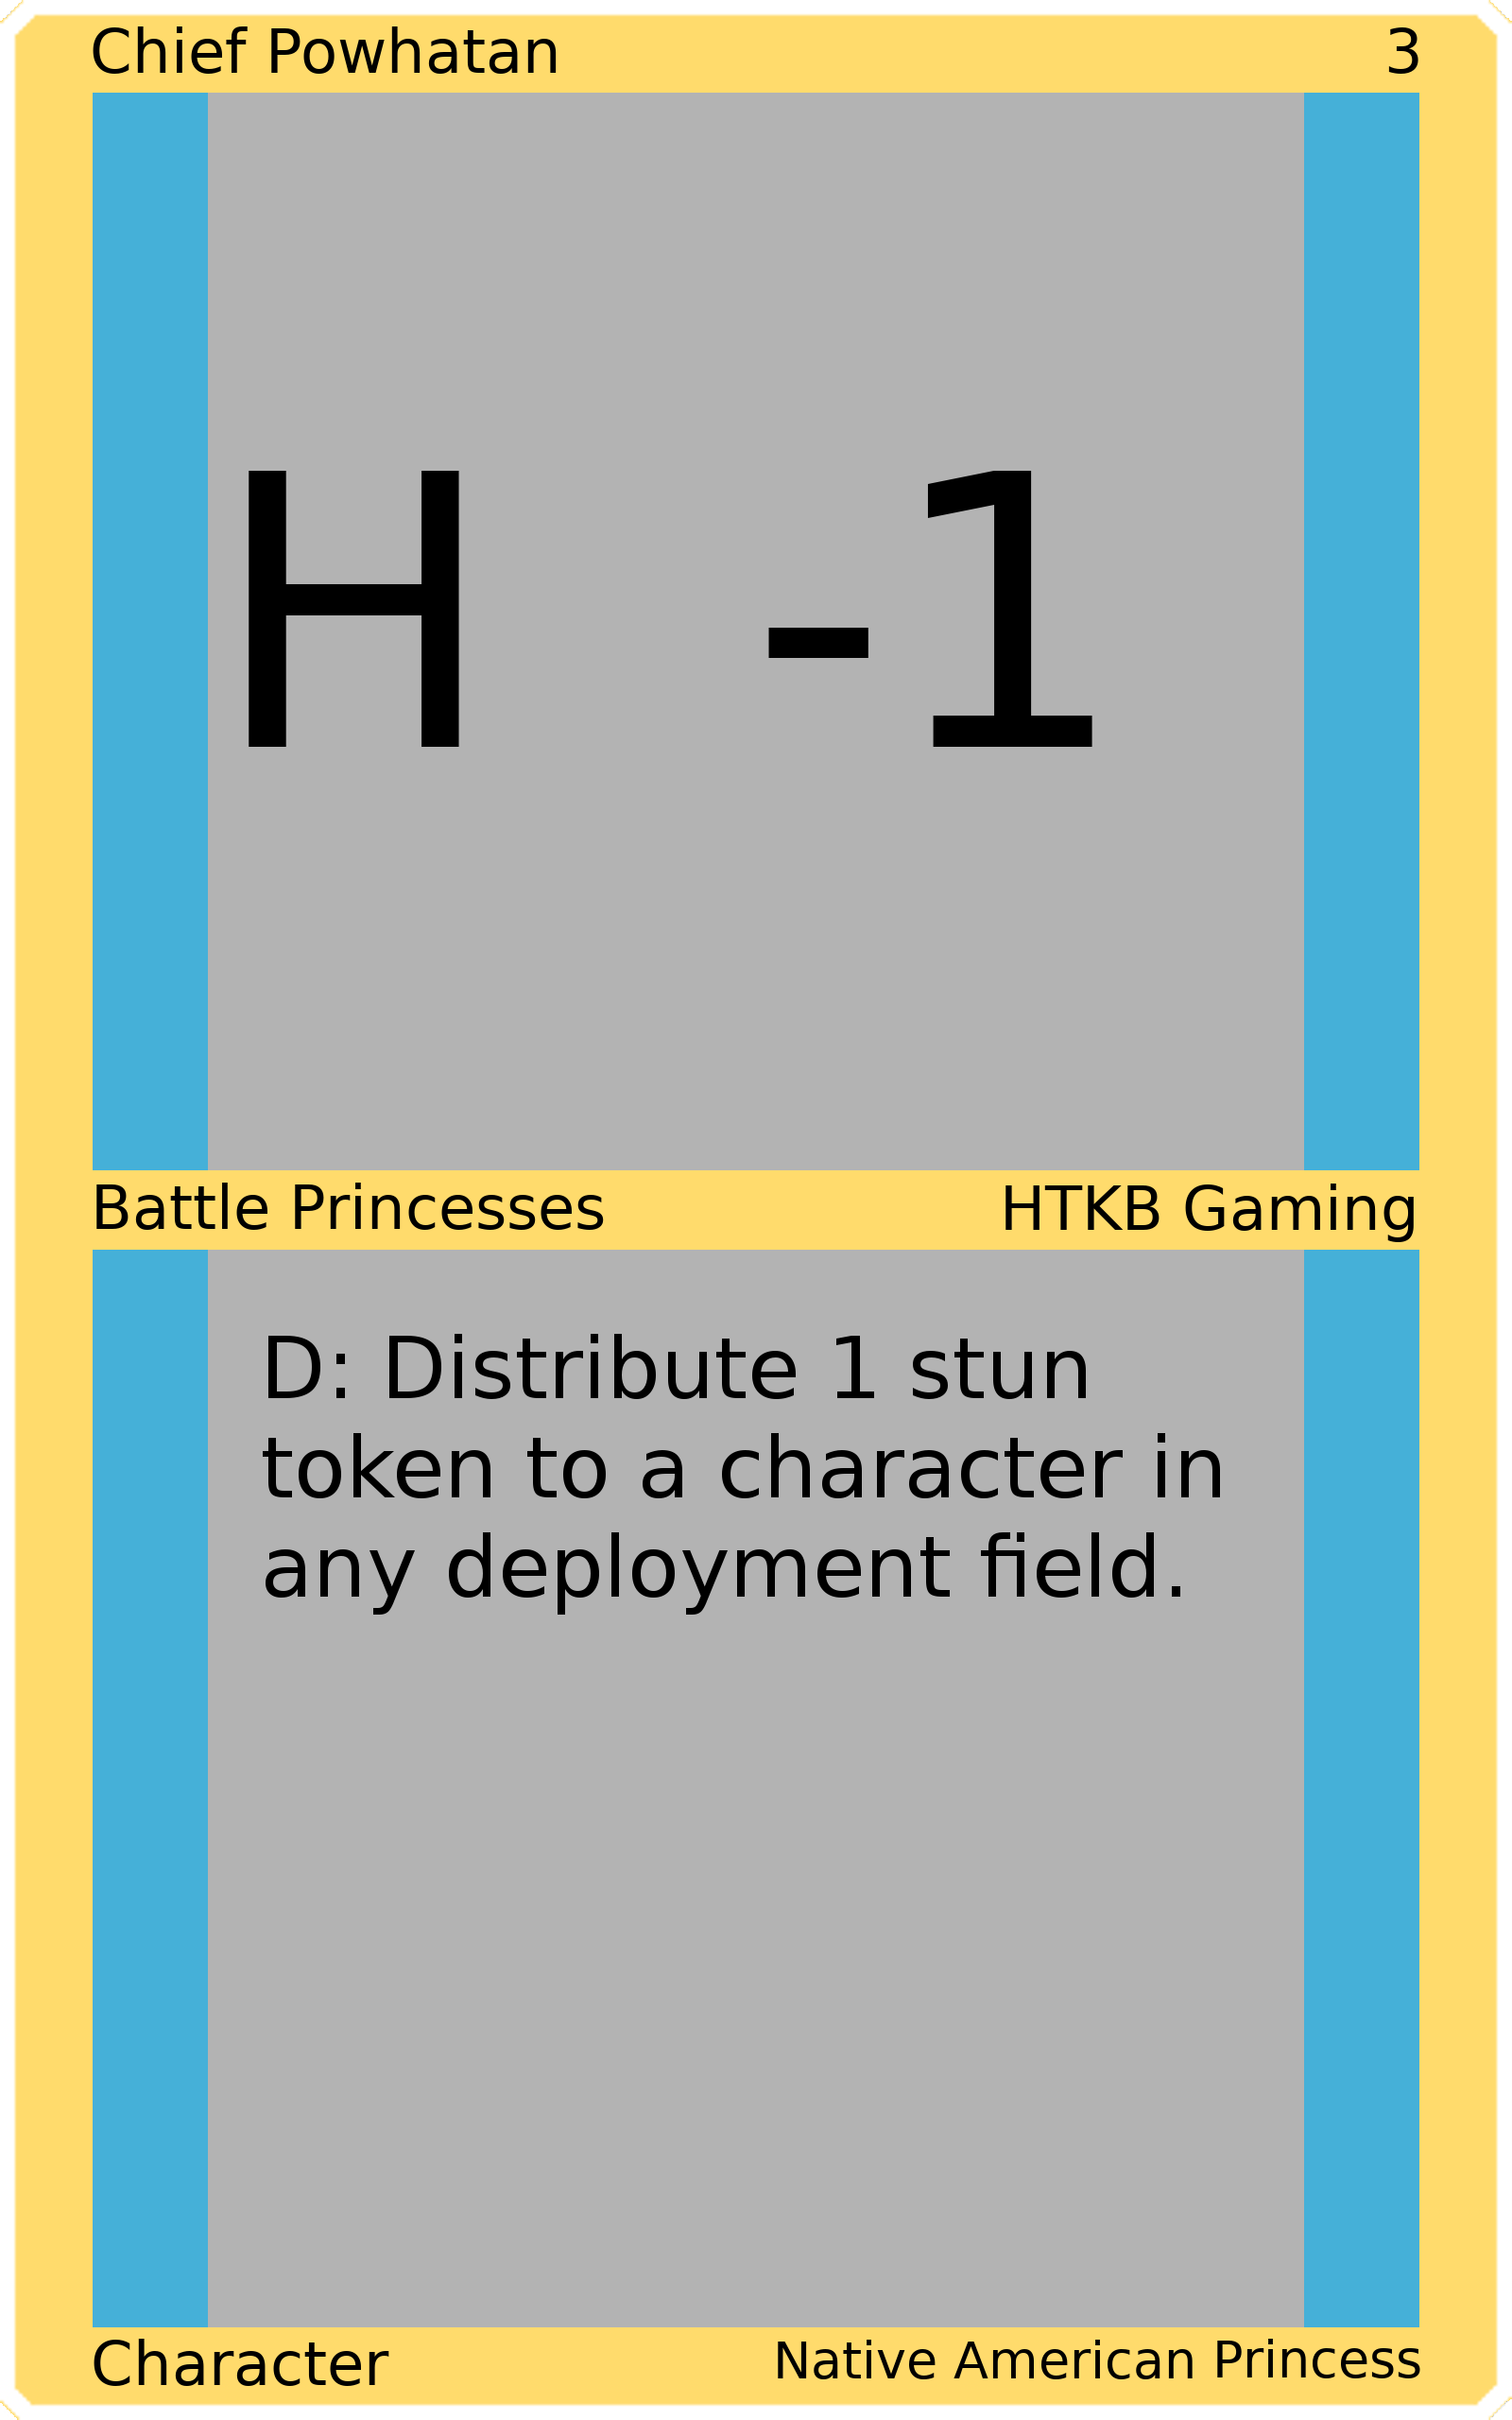 Chief Powhatan 3
H -1
Battle Princesses HTKB Gaming
D: Distribute 1 stun
token to a character in
any deployment field.
Character Native American Princess